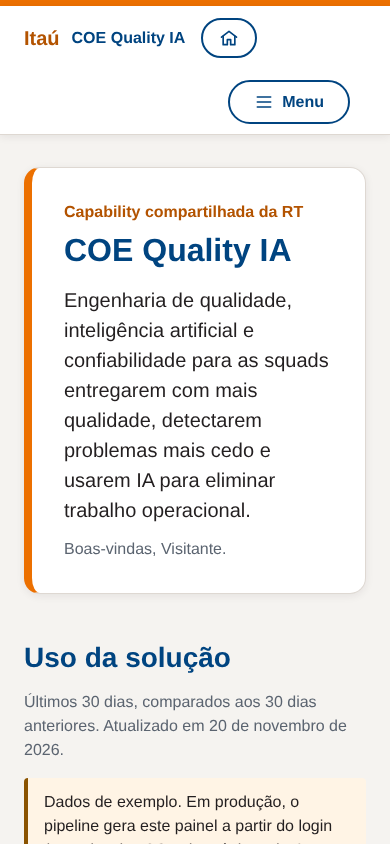 Itaú COE Quality IA
Menu
Capability compartilhada da RT
COE Quality IA
Engenharia de qualidade,
inteligência artificial e
confiabilidade para as squads
entregarem com mais
qualidade, detectarem
problemas mais cedo e
usarem IA para eliminar
trabalho operacional.
Boas-vindas, Visitante.
Uso da solução
Últimos 30 dias, comparados aos 30 dias
anteriores. Atualizado em 20 de novembro de
2026.
Dados de exemplo. Em produção, o
pipeline gera este painel a partir do login